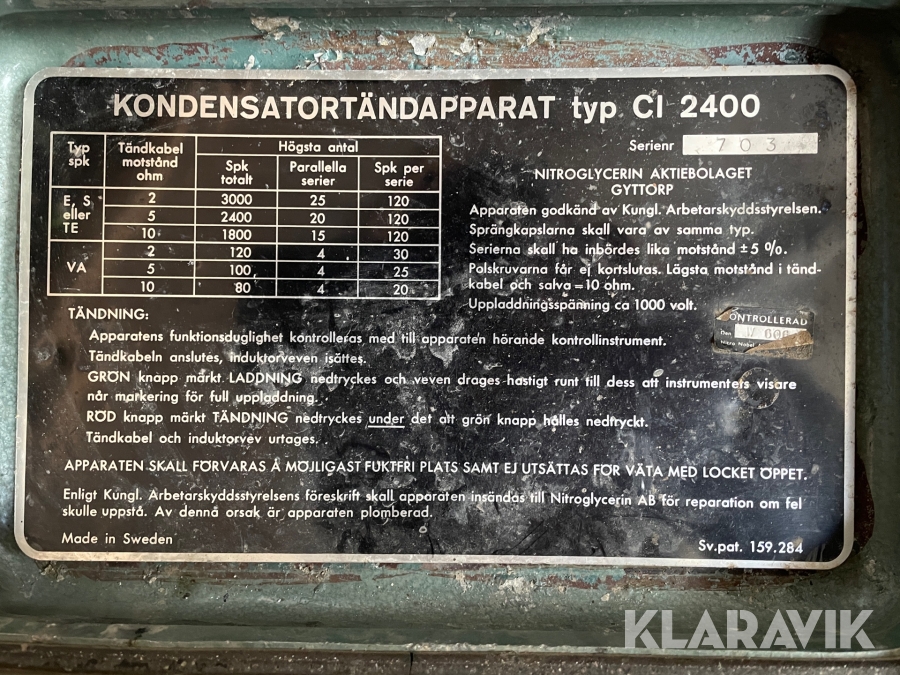 KONDENSATORTÄNDAPPARAT typ CI 2400
Serienr 703
Typ spk Tändkabel motstånd ohm Högsta antal
Spk totalt Parallella serier Spk per serie
E, S eller TE 2 3000 25 120
5 2400 20 120
10 1800 15 120
VA 2 120 4 30
5 100 4 25
10 80 4 20
NITROGLYCERIN AKTIEBOLAGET
GYTTORP
Apparaten godkänd av Kungl. Arbetarskyddsstyrelsen.
Sprängkapslarna skall vara av samma typ.
Serierna skall ha inbördes lika motstånd ±5 %.
Polskruvarna får ej kortslutas. Lägsta motstånd i tänd-
kabel och salva = 10 ohm.
Uppladdningsspänning ca 1000 volt.
ONTROLLERAD
Den
Nitro Nobel
TÄNDNING:
Apparatens funktionsduglighet kontrolleras med till apparaten hörande kontrollinstrument.
Tändkabeln anslutes, induktorveven isättes.
GRÖN knapp märkt LADDNING nedtryckes och veven drages hastigt runt till dess att instrumentets visare
når markering för full uppladdning.
RÖD knapp märkt TÄNDNING nedtryckes under det att grön knapp hålles nedtryckt.
Tändkabel och induktorvev urtages.
APPARATEN SKALL FÖRVARAS Å MÖJLIGAST FUKTFRI PLATS SAMT EJ UTSÄTTAS FÖR VÄTA MED LOCKET ÖPPET.
Enligt Kungl. Arbetarskyddsstyrelsens föreskrift skall apparaten insändas till Nitroglycerin AB för reparation om fel
skulle uppstå. Av denna orsak är apparaten plomberad.
Made in Sweden
Sv.pat. 159.284
KLARAVIK